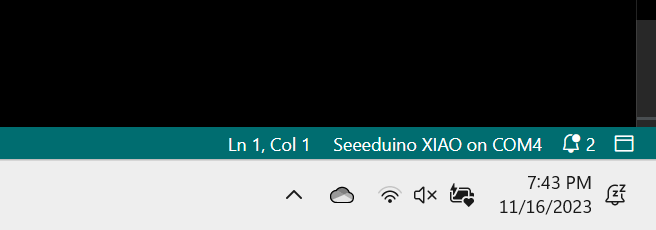 Ln 1, Col 1 Seeeduino XIAO on COM4 2
7:43 PM
11/16/2023